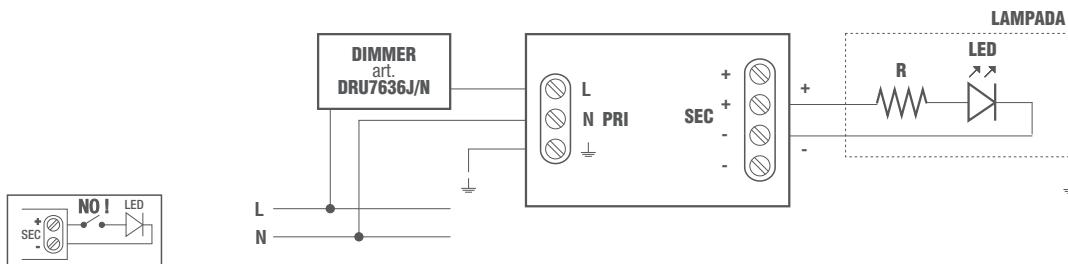 LAMPADA
DIMMER
art.
DRU7636J/N
L
N PRI
SEC
+
+
-
-
+
-
R
LED
L
N
NO !
LED
SEC
+
-